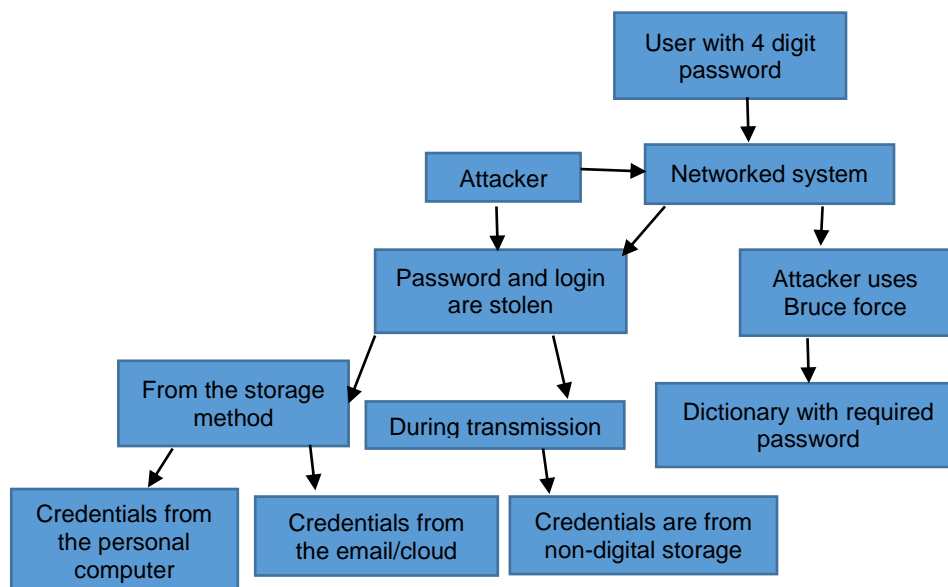 User with 4 digit
password
Attacker
Networked system
Password and login
are stolen
Attacker uses
Bruce force
From the storage
method
During transmission
Dictionary with required
password
Credentials from
the personal
computer
Credentials from
the email/cloud
Credentials are from
non-digital storage